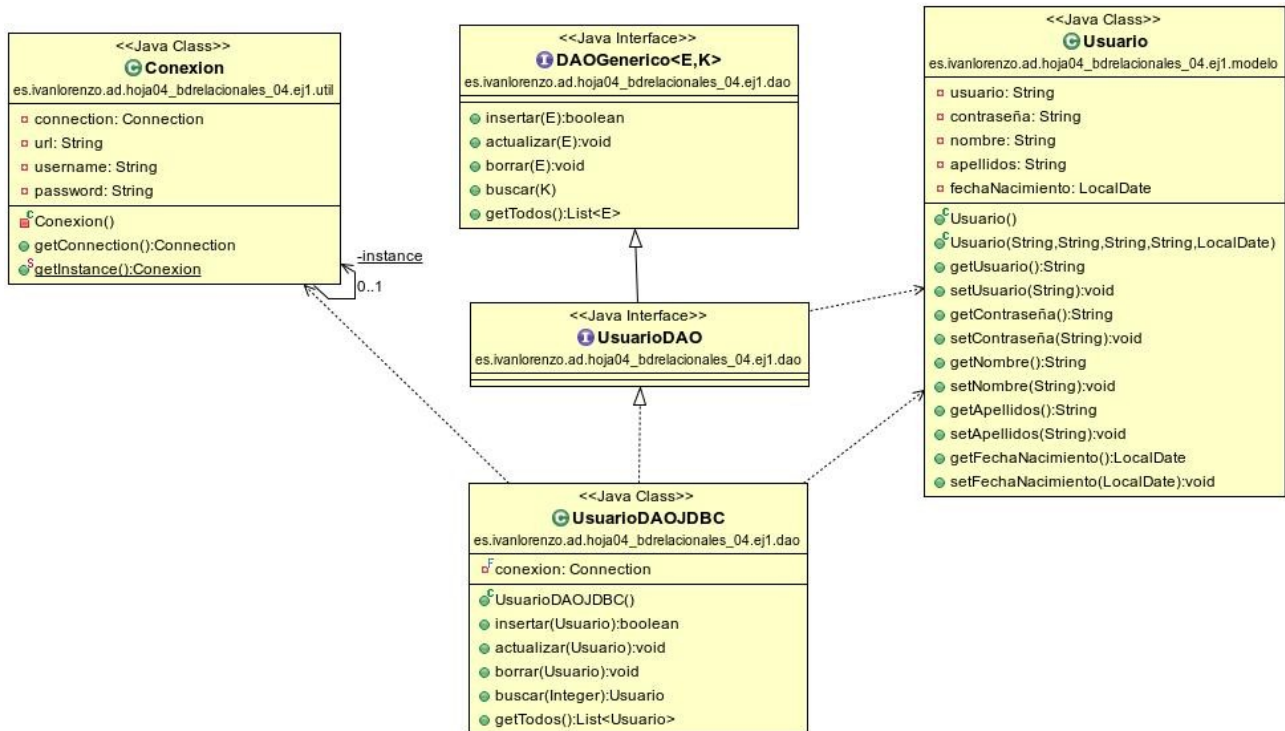 <<Java Class>>
Conexion
es.ivanlorenzo.ad.hoja04_bdrelacionales_04.ej1.util
connection: Connection
url: String
username: String
password: String
Conexion()
getConnection():Connection
getInstance():Conexion
-instance
0..1
<<Java Interface>>
DAOGenerico<E,K>
es.ivanlorenzo.ad.hoja04_bdrelacionales_04.ej1.dao
insertar(E):boolean
actualizar(E):void
borrar(E):void
buscar(K)
getTodos():List<E>
<<Java Interface>>
UsuarioDAO
es.ivanlorenzo.ad.hoja04_bdrelacionales_04.ej1.dao
<<Java Class>>
Usuario
es.ivanlorenzo.ad.hoja04_bdrelacionales_04.ej1.modelo
usuario: String
contraseña: String
nombre: String
apellidos: String
fechaNacimiento: LocalDate
Usuario()
Usuario(String,String,String,String,LocalDate)
getUsuario():String
setUsuario(String):void
getContraseña():String
setContraseña(String):void
getNombre():String
setNombre(String):void
getApellidos():String
setApellidos(String):void
getFechaNacimiento():LocalDate
setFechaNacimiento(LocalDate):void
<<Java Class>>
UsuarioDAOJDBC
es.ivanlorenzo.ad.hoja04_bdrelacionales_04.ej1.dao
conexion: Connection
UsuarioDAOJDBC()
insertar(Usuario):boolean
actualizar(Usuario):void
borrar(Usuario):void
buscar(Integer):Usuario
getTodos():List<Usuario>